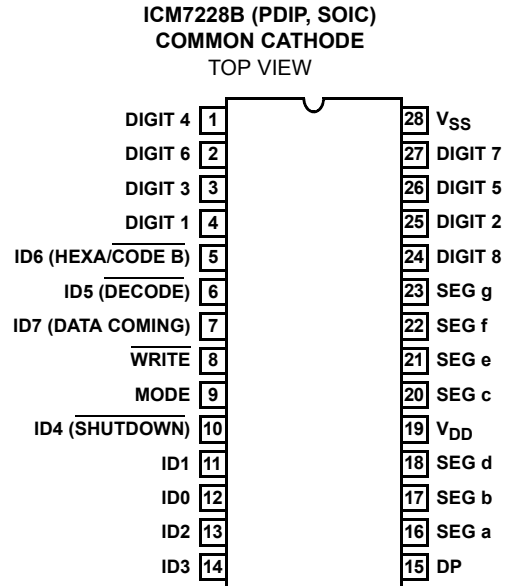 ICM7228B (PDIP, SOIC)
COMMON CATHODE
TOP VIEW
DIGIT 4 1 28 VSS
DIGIT 6 2 27 DIGIT 7
DIGIT 3 3 26 DIGIT 5
DIGIT 1 4 25 DIGIT 2
ID6 (HEXA/CODE B) 5 24 DIGIT 8
ID5 (DECODE) 6 23 SEG g
ID7 (DATA COMING) 7 22 SEG f
WRITE 8 21 SEG e
MODE 9 20 SEG c
ID4 (SHUTDOWN) 10 19 VDD
ID1 11 18 SEG d
ID0 12 17 SEG b
ID2 13 16 SEG a
ID3 14 15 DP